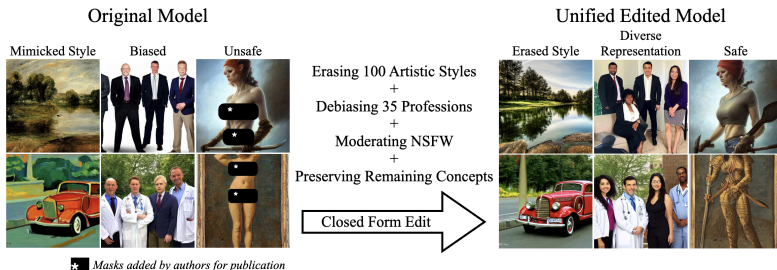 Original Model
Unified Edited Model
Mimicked Style
Biased
Unsafe
Erased Style
Diverse
Representation
Safe
*
*
*
*
Erasing 100 Artistic Styles
+
Debiasing 35 Professions
+
Moderating NSFW
+
Preserving Remaining Concepts
Closed Form Edit
* Masks added by authors for publication